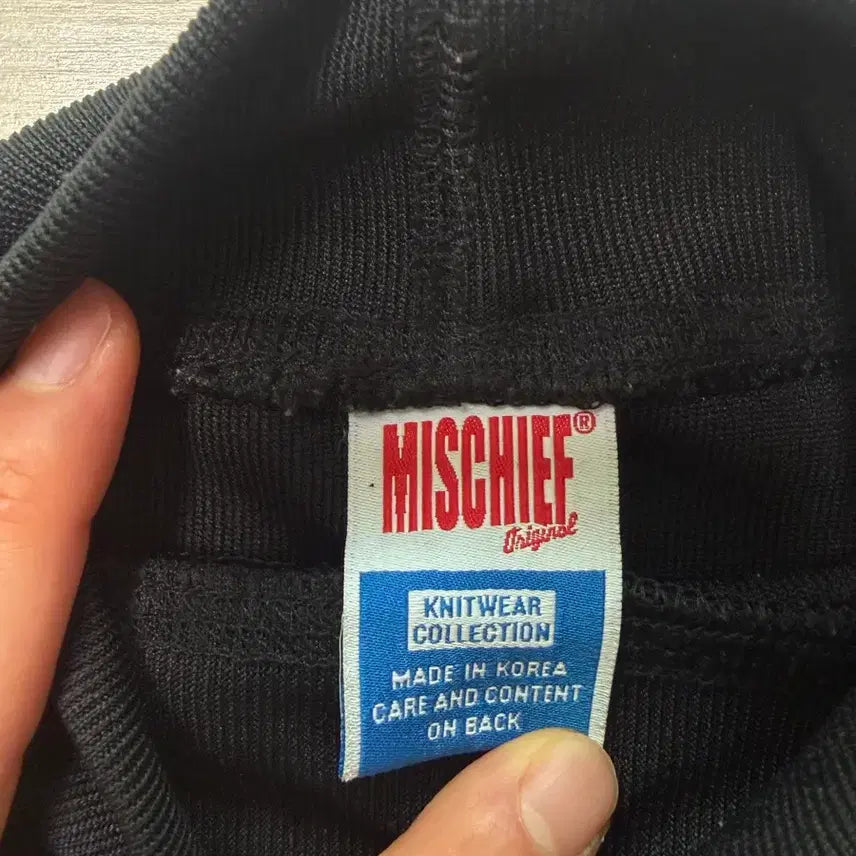 MISCHIEF®
Original
KNITWEAR
COLLECTION
MADE IN KOREA
CARE AND CONTENT
ON BACK